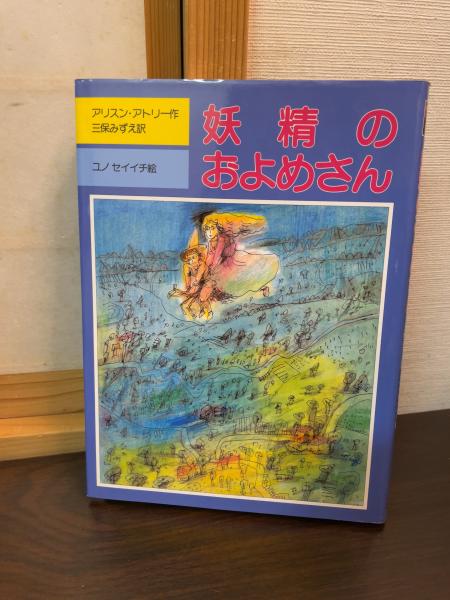 アリスン・アトリー作
三保みずえ訳
ユノ セイイチ絵
妖精の
およめさん